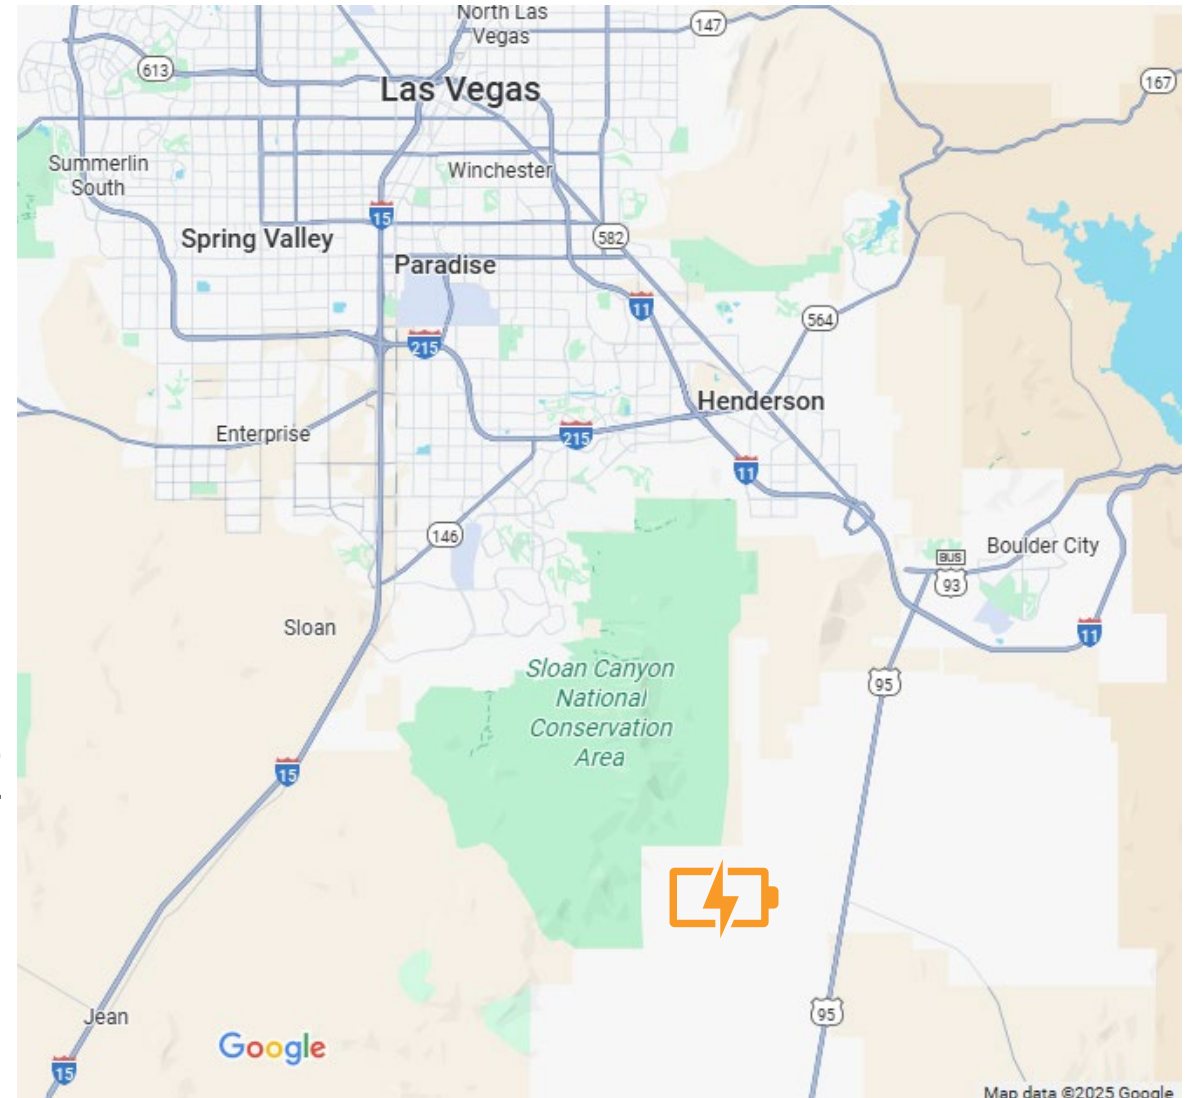 North Las
Vegas
147
613
167
Las Vegas
Summerlin
South
Winchester
15
582
Spring Valley
Paradise
11
564
215
Henderson
Enterprise
215
11
146
Boulder City
BUS
93
Sloan
11
Sloan Canyon
National
Conservation
Area
95
15
95
Jean
Google
15
Map data ©2025 Google